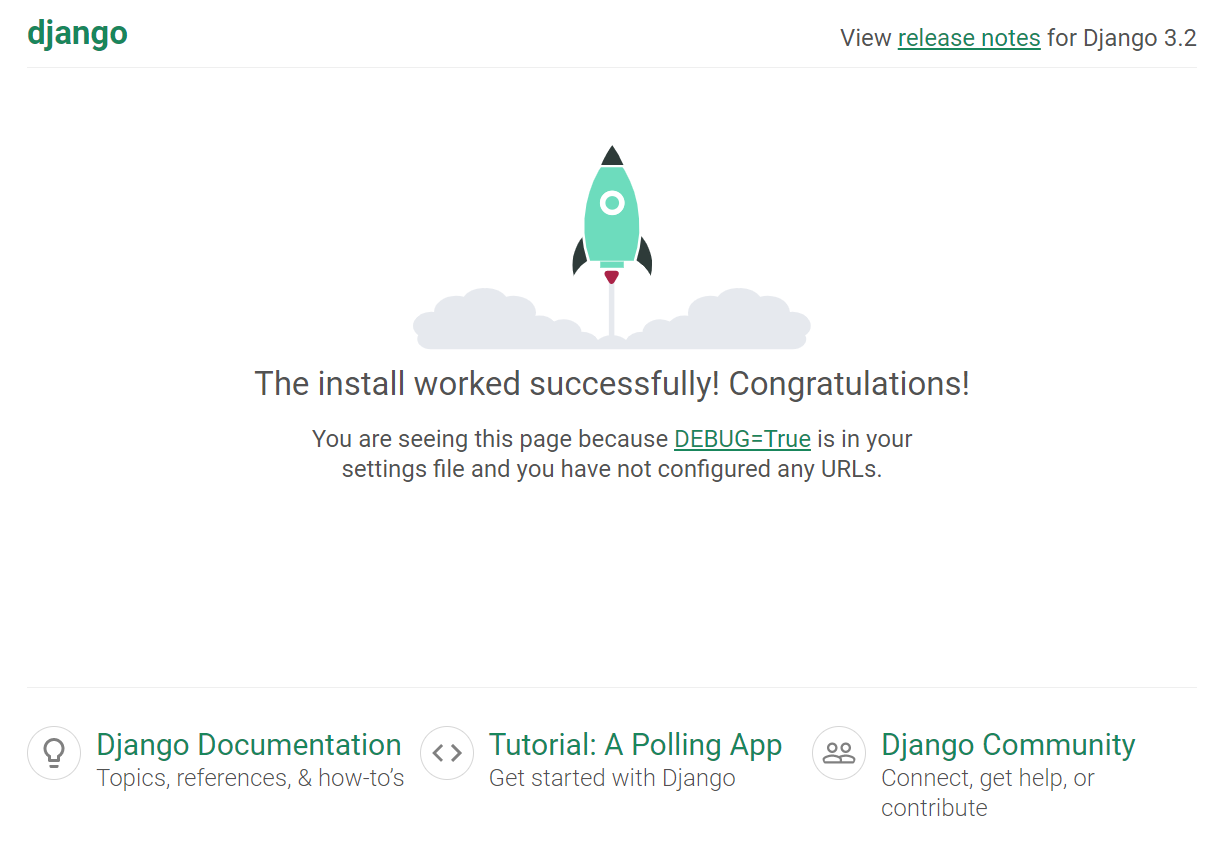 django
View release notes for Django 3.2
The install worked successfully! Congratulations!
You are seeing this page because DEBUG=True is in your
settings file and you have not configured any URLs.
Django Documentation
Topics, references, & how-to’s
Tutorial: A Polling App
Get started with Django
Django Community
Connect, get help, or
contribute